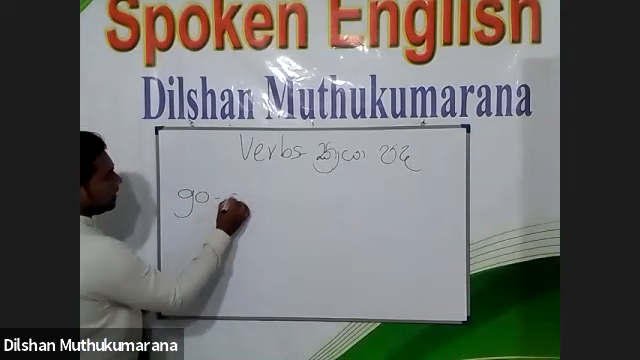 Spoken English
Dilshan Muthukumarana
Verbs ක්‍රියා පද
go -
Dilshan Muthukumarana